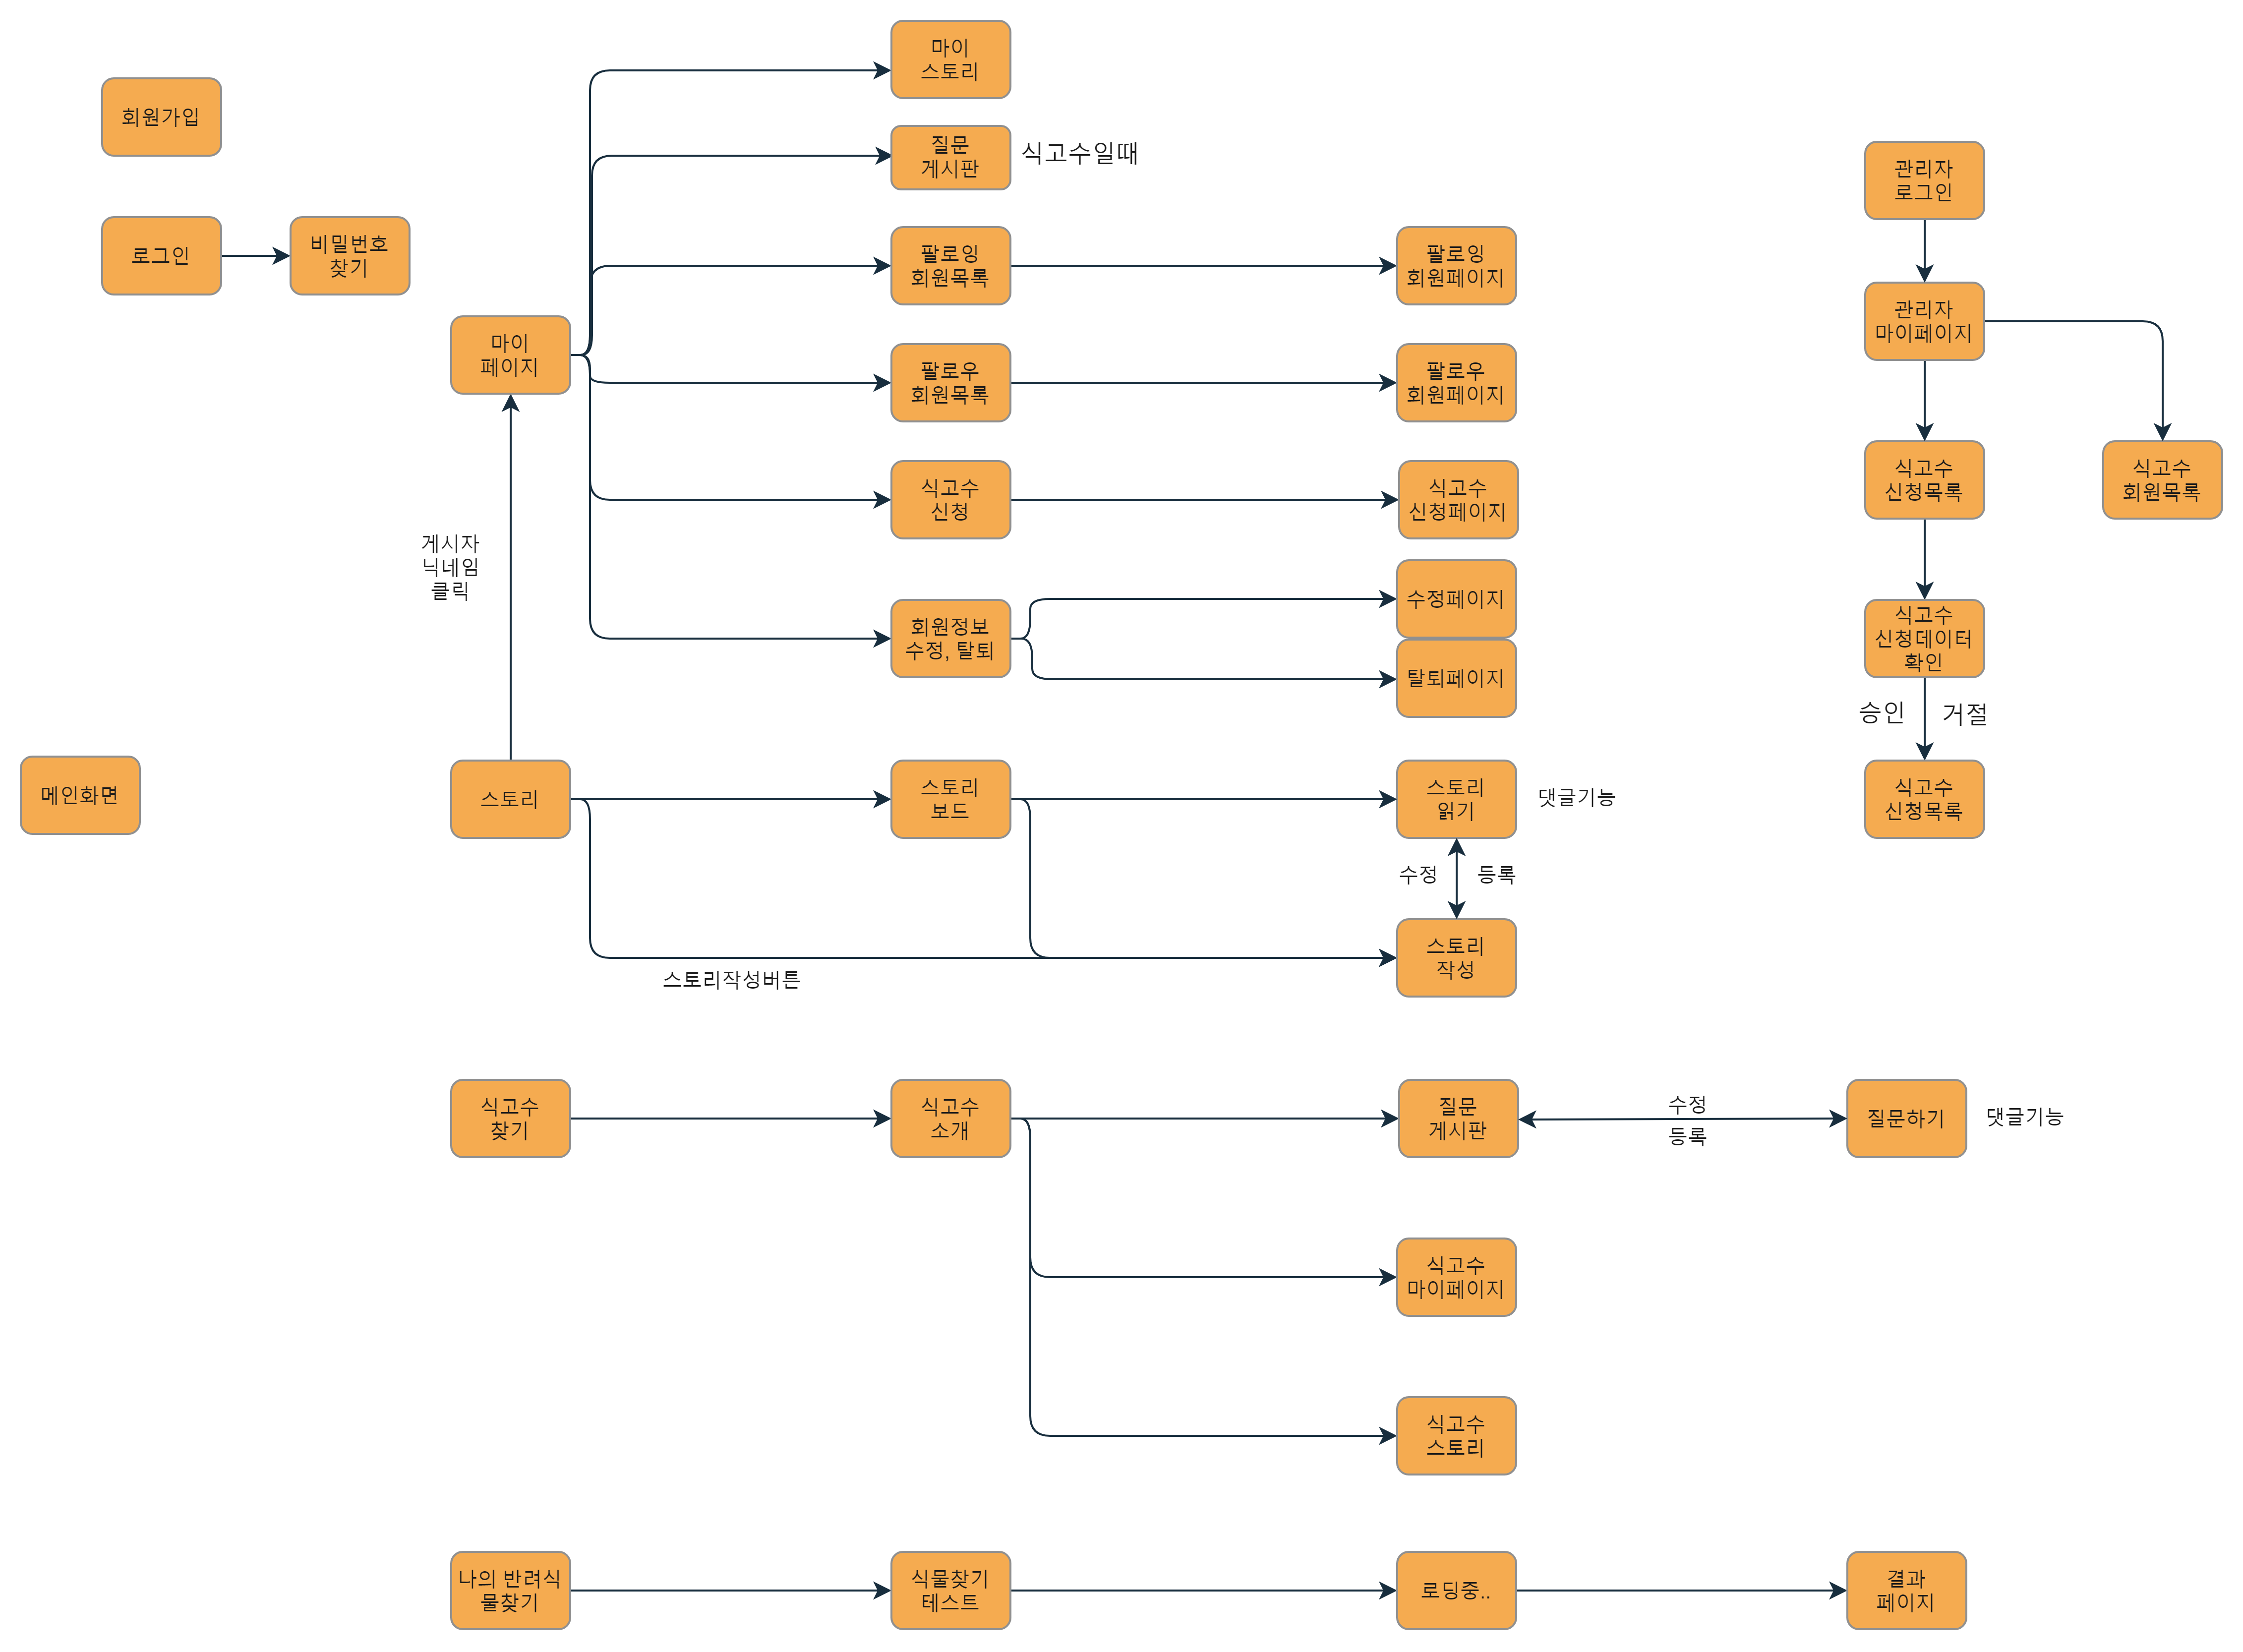 마이
스토리
회원가입
질문
게시판
식고수일때
관리자
로그인
로그인
비밀번호
찾기
팔로잉
회원목록
팔로잉
회원페이지
관리자
마이페이지
마이
페이지
팔로우
회원목록
팔로우
회원페이지
식고수
신청
식고수
신청페이지
식고수
신청목록
식고수
회원목록
게시자
닉네임
클릭
회원정보
수정, 탈퇴
수정페이지
탈퇴페이지
식고수
신청데이터
확인
승인
거절
메인화면
스토리
스토리
보드
스토리
읽기
댓글기능
식고수
신청목록
수정
등록
스토리
작성
스토리작성버튼
식고수
찾기
식고수
소개
질문
게시판
수정
등록
질문하기
댓글기능
식고수
마이페이지
식고수
스토리
나의 반려식
물찾기
식물찾기
테스트
로딩중..
결과
페이지